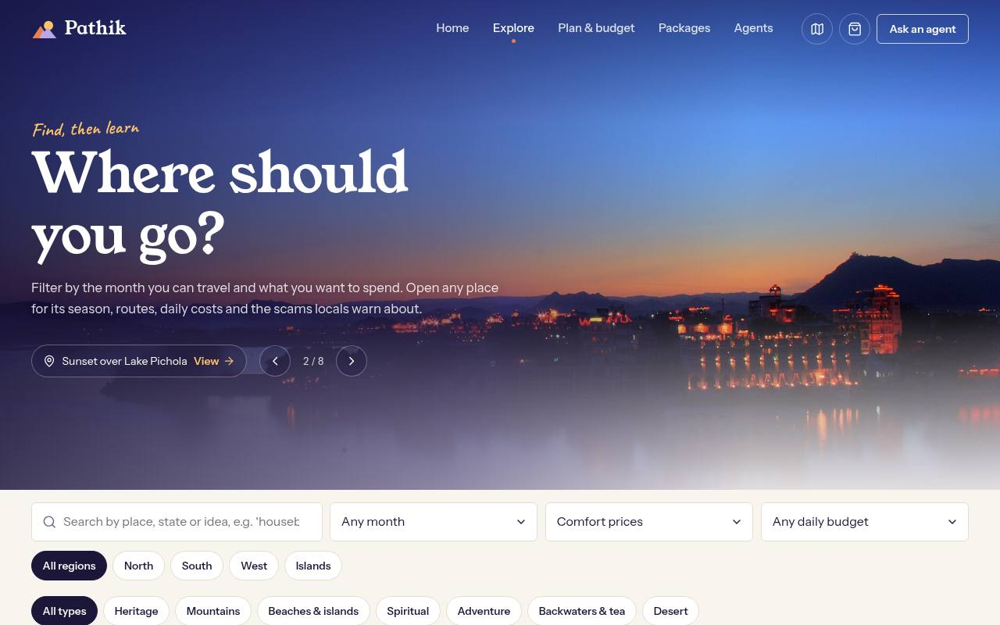 Pathik
Home
Explore
Plan & budget
Packages
Agents
Ask an agent
Find, then learn
Where should
you go?
Filter by the month you can travel and what you want to spend. Open any place
for its season, routes, daily costs and the scams locals warn about.
Sunset over Lake Pichola View
2 / 8
Search by place, state or idea, e.g. 'houseb
Any month
Comfort prices
Any daily budget
All regions
North
South
West
Islands
All types
Heritage
Mountains
Beaches & islands
Spiritual
Adventure
Backwaters & tea
Desert